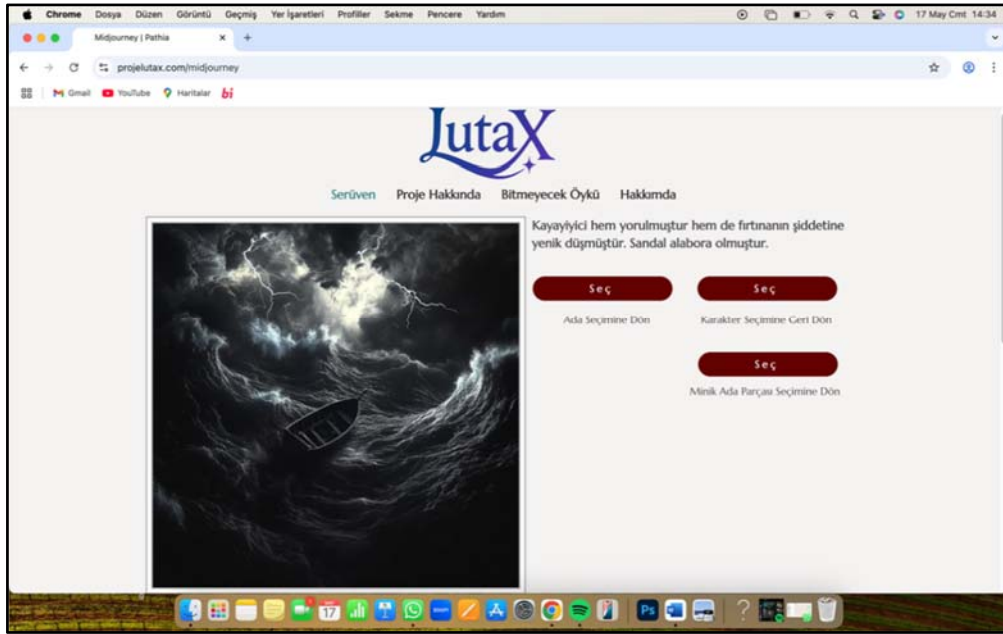 Chrome Dosya Düzen Görüntü Geçmiş Yer İşaretleri Profiller Sekme Pencere Yardım 17 May Cmt 14:34
Midjourney | Pathia
projelutax.com/midjourney
Gmail YouTube Haritalar bi
LutaX
Serüven Proje Hakkında Bitmeyecek Öykü Hakkımda
Kayayiyici hem yorulmuştur hem de fırtınanın şiddetine
yenik düşmüştür. Sandal alabora olmuştur.
Seç Seç
Ada Seçimine Dön Karakter Seçimine Geri Dön
Seç
Minik Ada Parçası Seçimine Dön
17
Ps